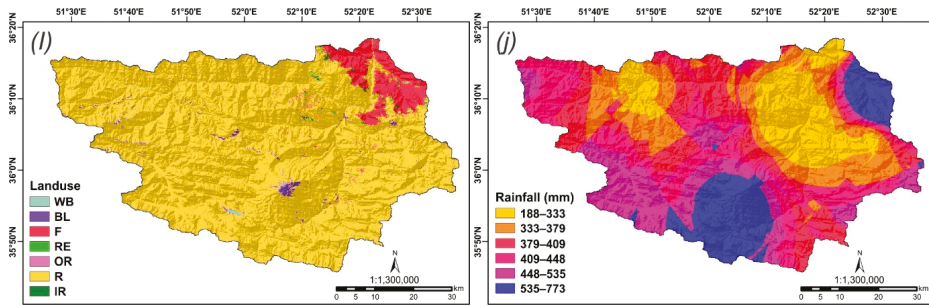 51°30'E 51°40'E 51°50'E 52°0'E 52°10'E 52°20'E 52°30'E
36°20'N
36°10'N
36°0'N
35°50'N
(l)
Landuse
WB
BL
F
RE
OR
R
IR
N
1:1,300,000
0 5 10 20 30
km
51°30'E 51°40'E 51°50'E 52°0'E 52°10'E 52°20'E 52°30'E
36°20'N
36°10'N
36°0'N
35°50'N
(j)
Rainfall (mm)
188–333
333–379
379–409
409–448
448–535
535–773
N
1:1,300,000
0 5 10 20 30
km